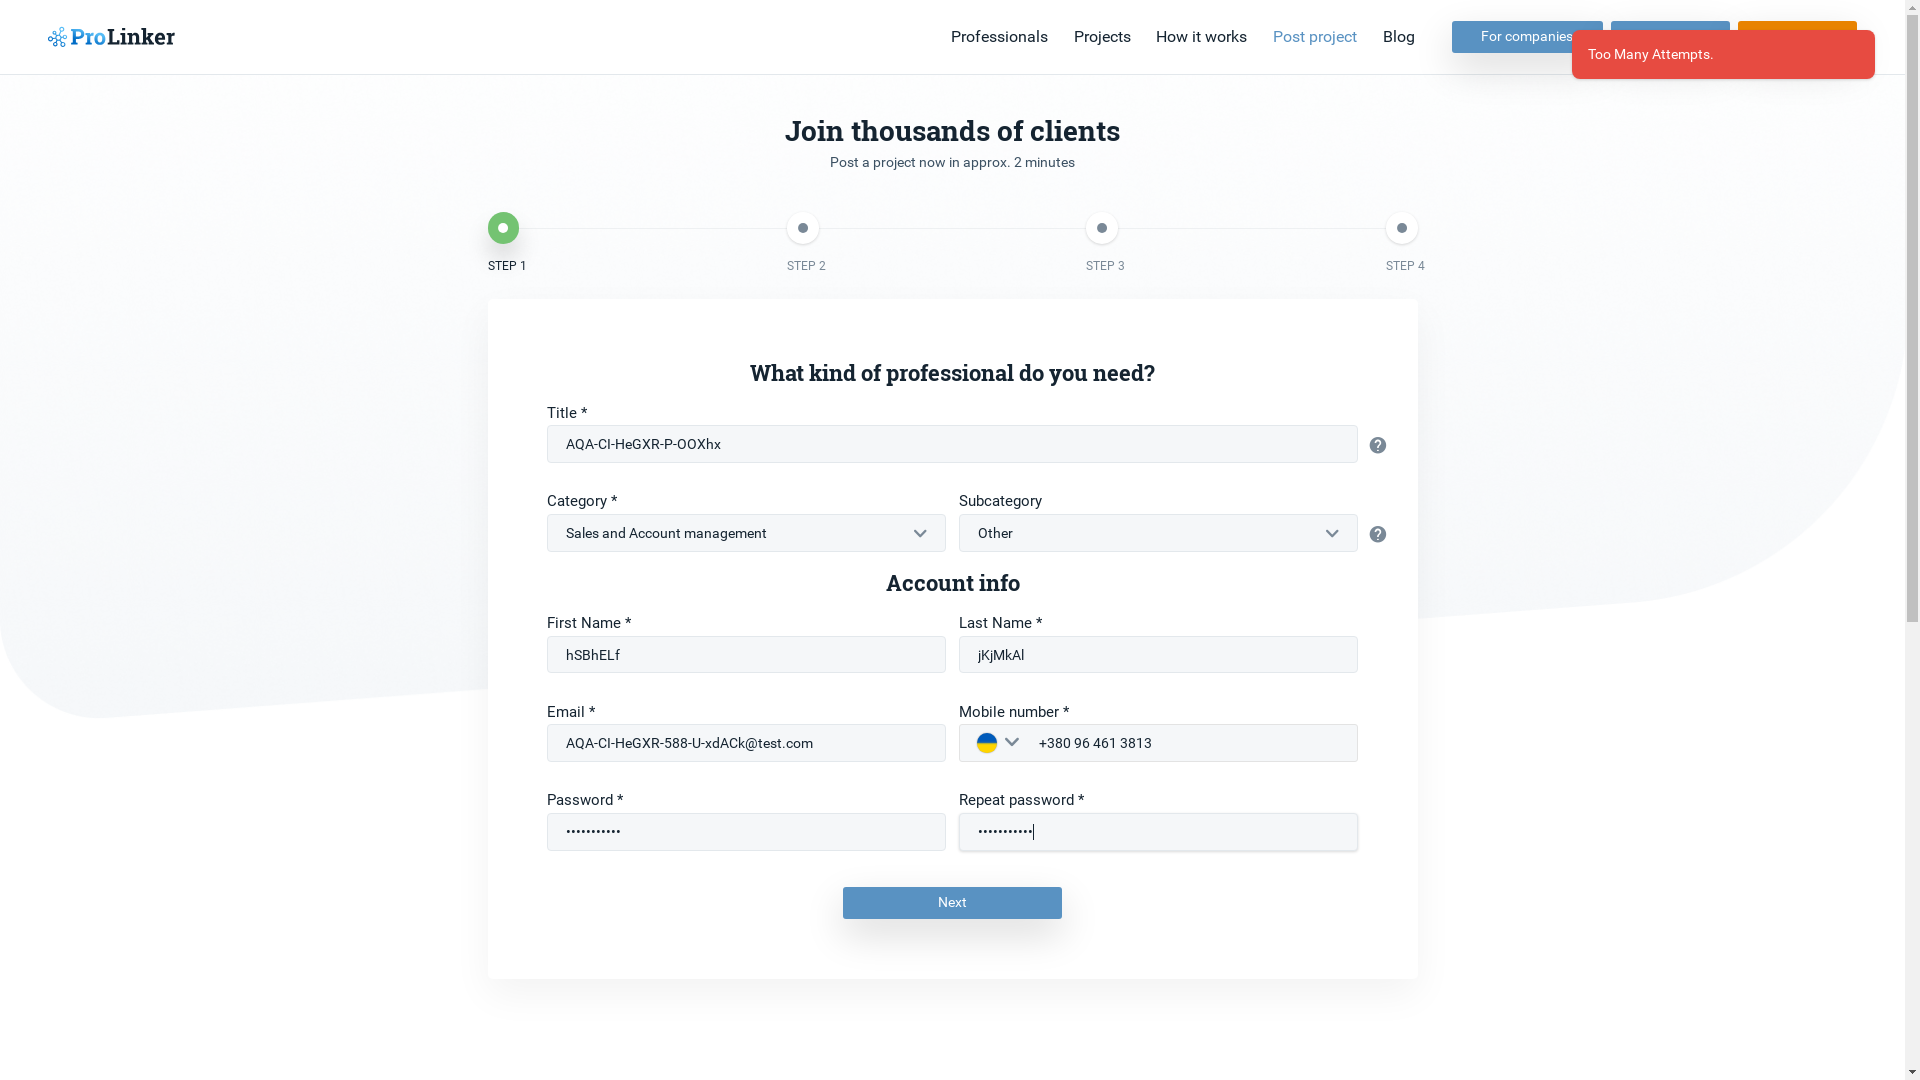 ProLinker
Professionals Projects How it works Post project Blog For companies
Too Many Attempts.
Join thousands of clients
Post a project now in approx. 2 minutes
STEP 1 STEP 2 STEP 3 STEP 4
What kind of professional do you need?
Title *
AQA-CI-HeGXR-P-OOXhx
Category * Subcategory
Sales and Account management Other
Account info
First Name * Last Name *
hSBhELf jKjMkAl
Email * Mobile number *
AQA-CI-HeGXR-588-U-xdACk@test.com +380 96 461 3813
Password * Repeat password *
••••••••••• •••••••••••
Next